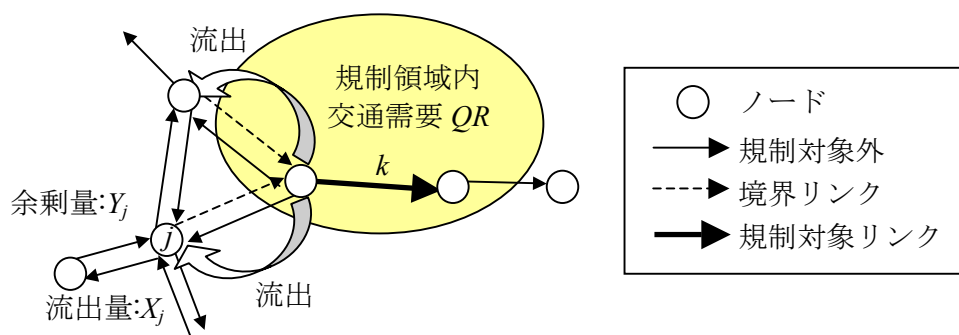 流出
規制領域内
交通需要 QR
k
余剰量:Yj
j
流出量:Xj
流出
ノード
規制対象外
境界リンク
規制対象リンク